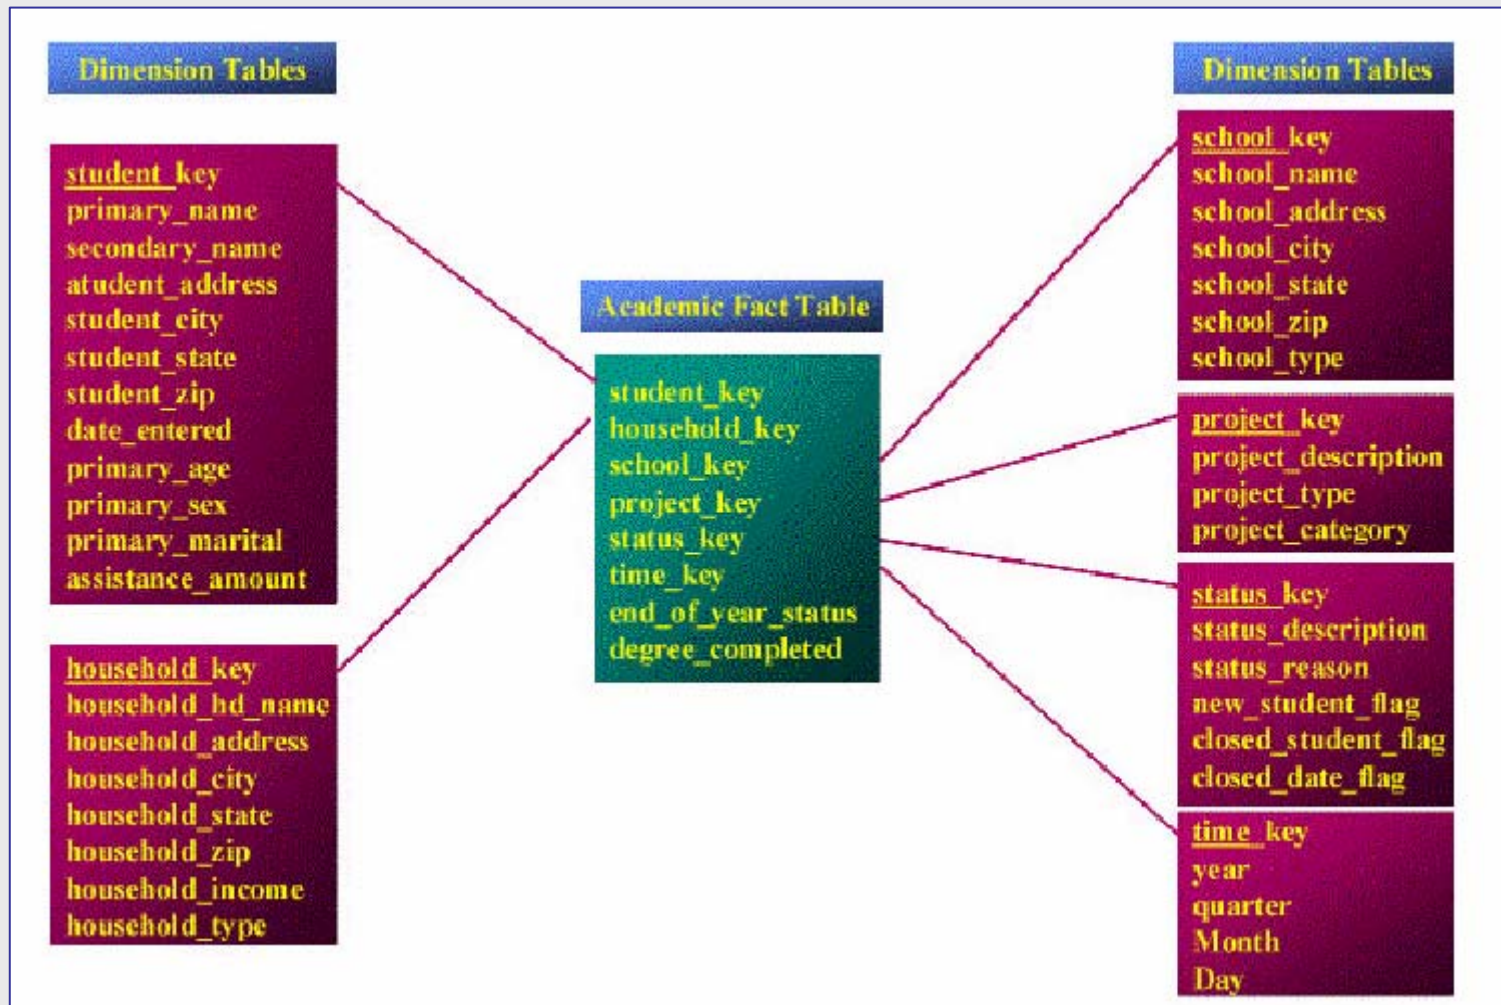 Dimension Tables
student_key
primary_name
secondary_name
atudent_address
student_city
student_state
student_zip
date_entered
primary_age
primary_sex
primary_marital
assistance_amount
household_key
household_hd_name
household_address
household_city
household_state
household_zip
household_income
household_type
Academic Fact Table
student_key
household_key
school_key
project_key
status_key
time_key
end_of_year_status
degree_completed
Dimension Tables
school_key
school_name
school_address
school_city
school_state
school_zip
school_type
project_key
project_description
project_type
project_category
status_key
status_description
status_reason
new_student_flag
closed_student_flag
closed_date_flag
time_key
year
quarter
Month
Day